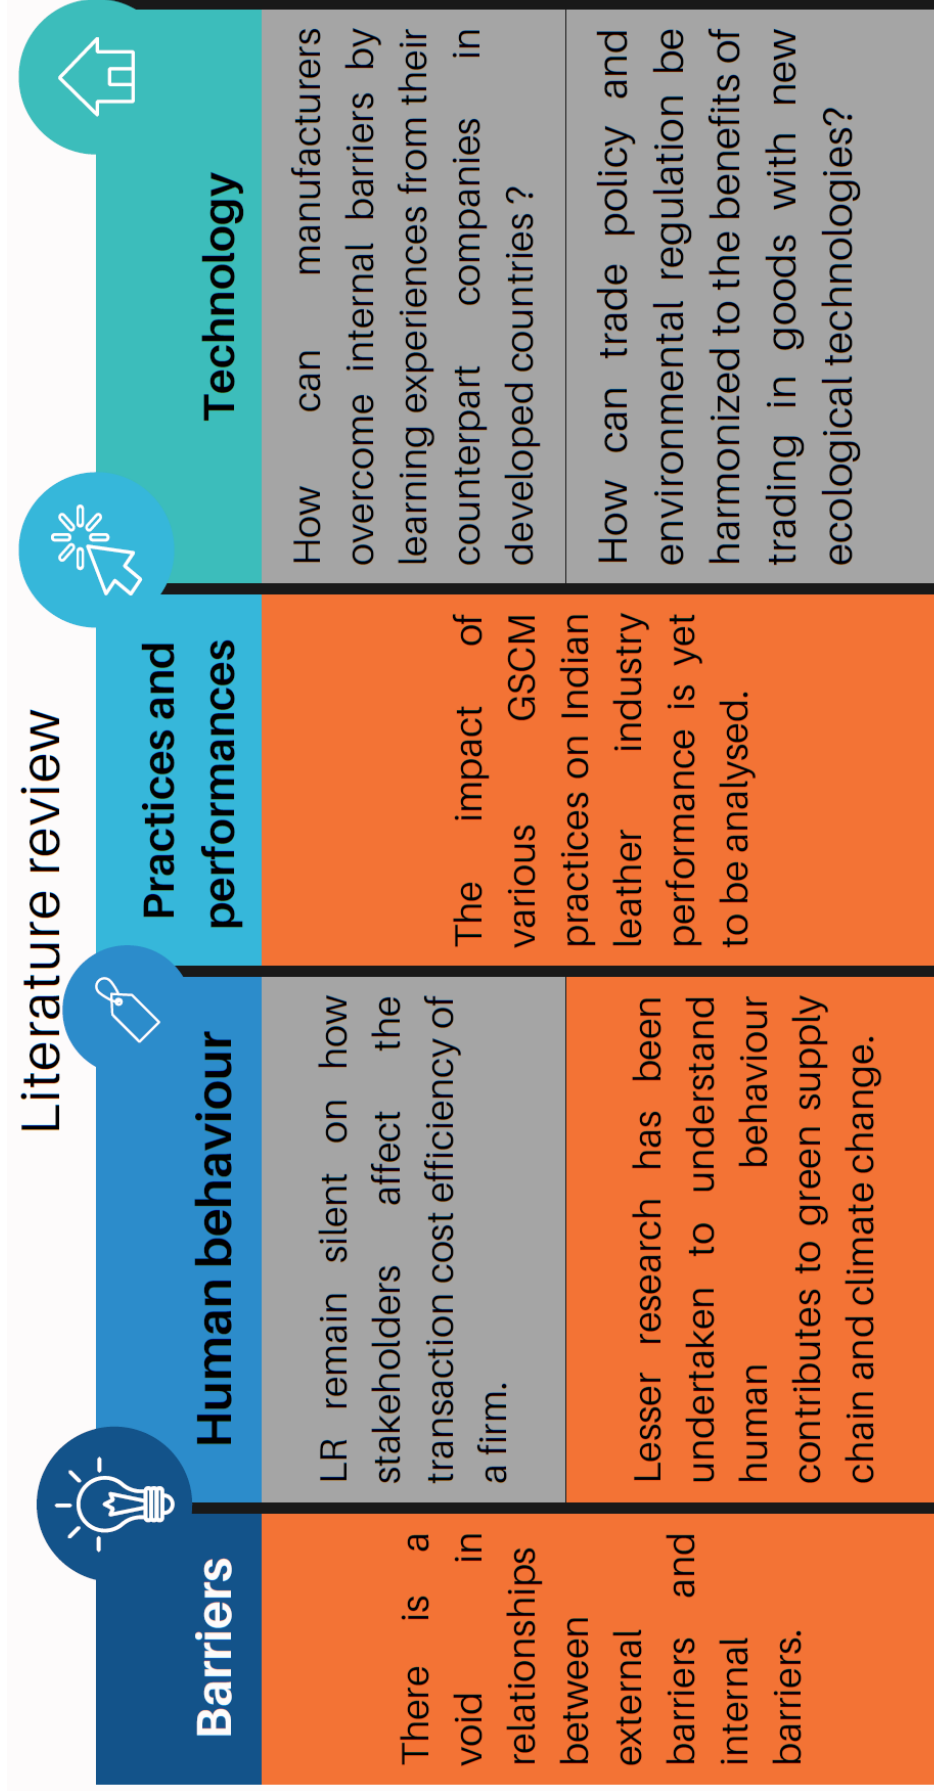 Literature review
Barriers
There is a
void in
relationships
between
external
barriers and
internal
barriers.
Human behaviour
LR remain silent on how
stakeholders affect the
transaction cost efficiency of
a firm.
Lesser research has been
undertaken to understand
human behaviour
contributes to green supply
chain and climate change.
Practices and
performances
The impact of
various GSCM
practices on Indian
leather industry
performance is yet
to be analysed.
Technology
How can manufacturers
overcome internal barriers by
learning experiences from their
counterpart companies in
developed countries ?
How can trade policy and
environmental regulation be
harmonized to the benefits of
trading in goods with new
ecological technologies?